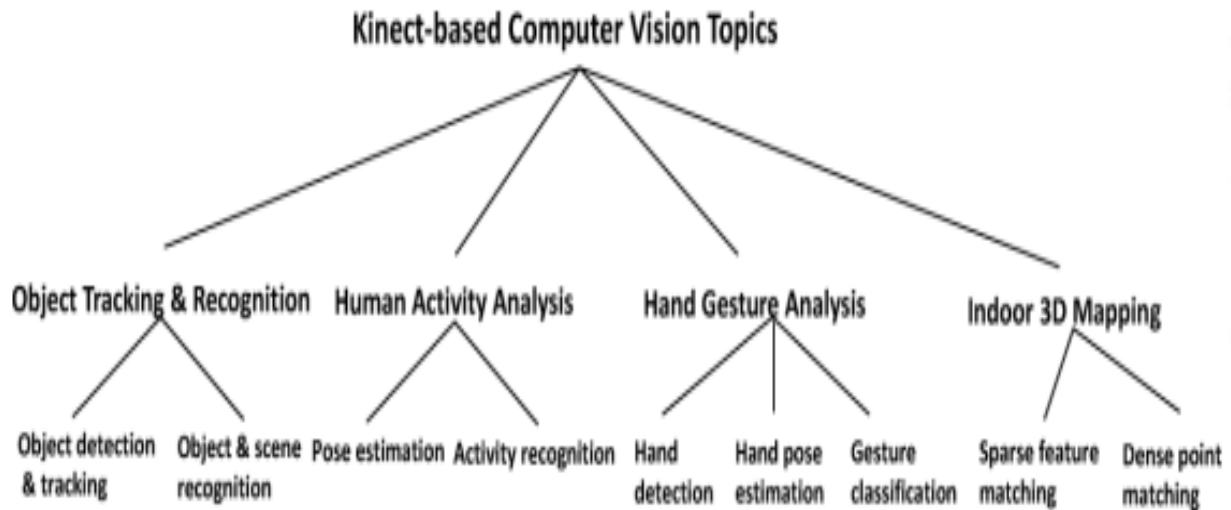 Kinect-based Computer Vision Topics
Object Tracking & Recognition
Human Activity Analysis
Hand Gesture Analysis
Indoor 3D Mapping
Object detection
& tracking
Object & scene
recognition
Pose estimation
Activity recognition
Hand
detection
Hand pose
estimation
Gesture
classification
Sparse feature
matching
Dense point
matching